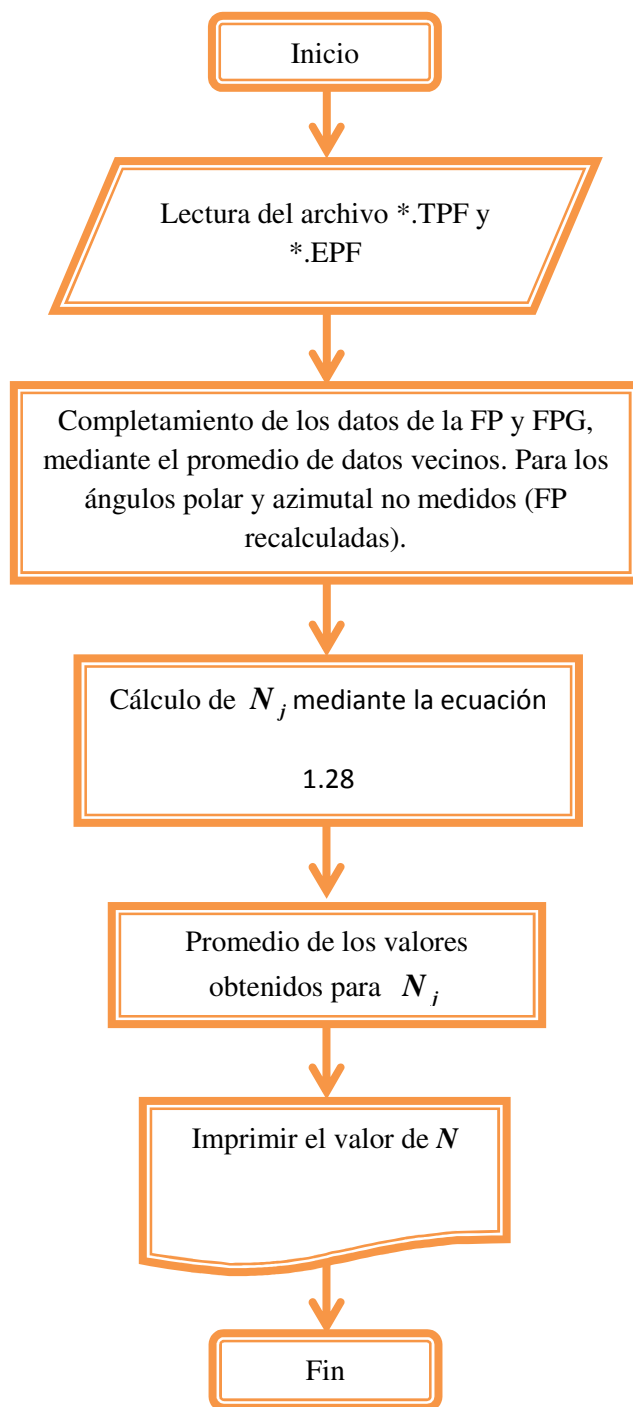 Inicio
Lectura del archivo *.TPF y
*.EPF
Completamiento de los datos de la FP y FPG,
mediante el promedio de datos vecinos. Para los
ángulos polar y azimutal no medidos (FP
recalculadas).
Cálculo de N j mediante la ecuación
1.28
Promedio de los valores
obtenidos para N j
Imprimir el valor de N
Fin